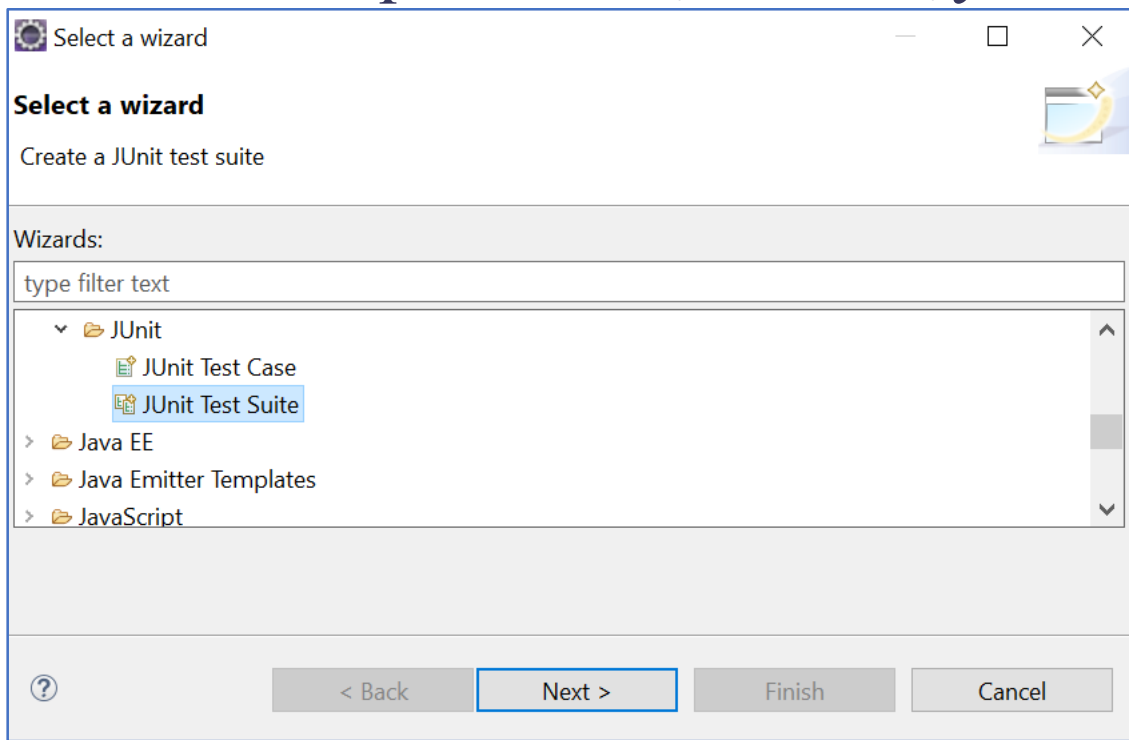 Select a wizard
Select a wizard
Create a JUnit test suite
Wizards:
type filter text
JUnit
JUnit Test Case
JUnit Test Suite
Java EE
Java Emitter Templates
JavaScript
< Back Next > Finish Cancel